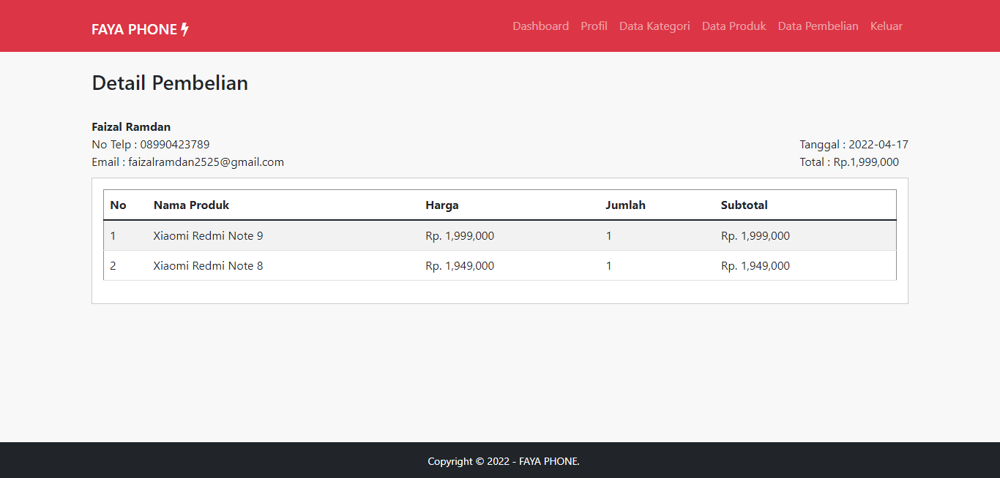 FAYA PHONE
Dashboard Profil Data Kategori Data Produk Data Pembelian Keluar
Detail Pembelian
Faizal Ramdan
No Telp : 08990423789
Email : faizalramdan2525@gmail.com
Tanggal : 2022-04-17
Total : Rp.1,999,000
No Nama Produk Harga Jumlah Subtotal
1 Xiaomi Redmi Note 9 Rp. 1,999,000 1 Rp. 1,999,000
2 Xiaomi Redmi Note 8 Rp. 1,949,000 1 Rp. 1,949,000
Copyright © 2022 - FAYA PHONE.